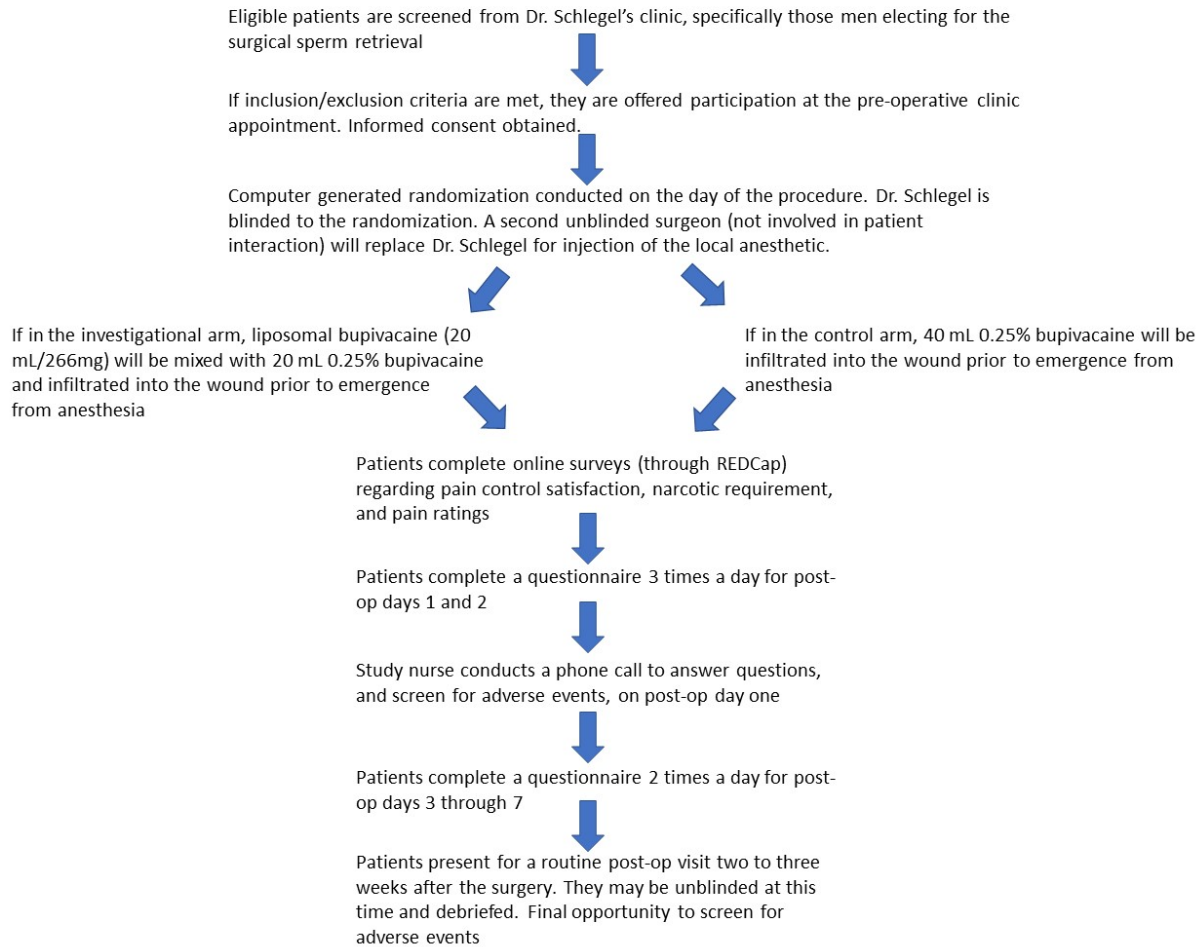 Eligible patients are screened from Dr. Schlegel’s clinic, specifically those men electing for the
surgical sperm retrieval
If inclusion/exclusion criteria are met, they are offered participation at the pre-operative clinic
appointment. Informed consent obtained.
Computer generated randomization conducted on the day of the procedure. Dr. Schlegel is
blinded to the randomization. A second unblinded surgeon (not involved in patient
interaction) will replace Dr. Schlegel for injection of the local anesthetic.
If in the investigational arm, liposomal bupivacaine (20
mL/266mg) will be mixed with 20 mL 0.25% bupivacaine
and infiltrated into the wound prior to emergence
from anesthesia
If in the control arm, 40 mL 0.25% bupivacaine will be
infiltrated into the wound prior to emergence from
anesthesia
Patients complete online surveys (through REDCap)
regarding pain control satisfaction, narcotic requirement,
and pain ratings
Patients complete a questionnaire 3 times a day for post-
op days 1 and 2
Study nurse conducts a phone call to answer questions,
and screen for adverse events, on post-op day one
Patients complete a questionnaire 2 times a day for post-
op days 3 through 7
Patients present for a routine post-op visit two to three
weeks after the surgery. They may be unblinded at this
time and debriefed. Final opportunity to screen for
adverse events